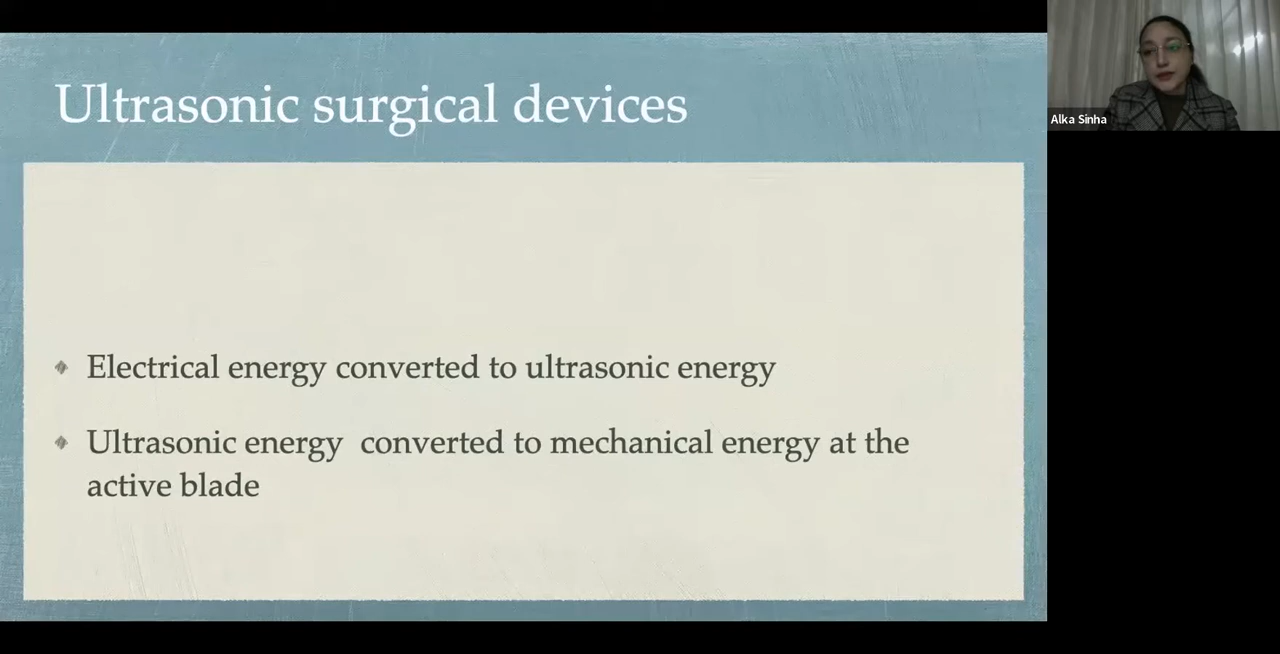 Ultrasonic surgical devices
Alka Sinha
Electrical energy converted to ultrasonic energy
Ultrasonic energy  converted to mechanical energy at the
active blade